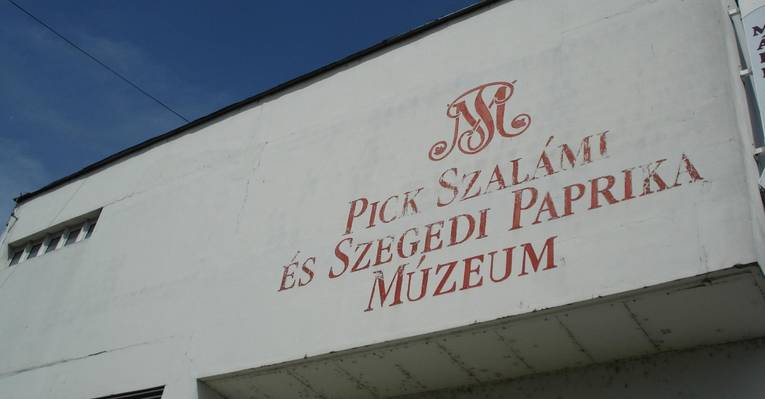 PICK SZALÁMI
ÉS SZEGEDI PAPRIKA
MÚZEUM